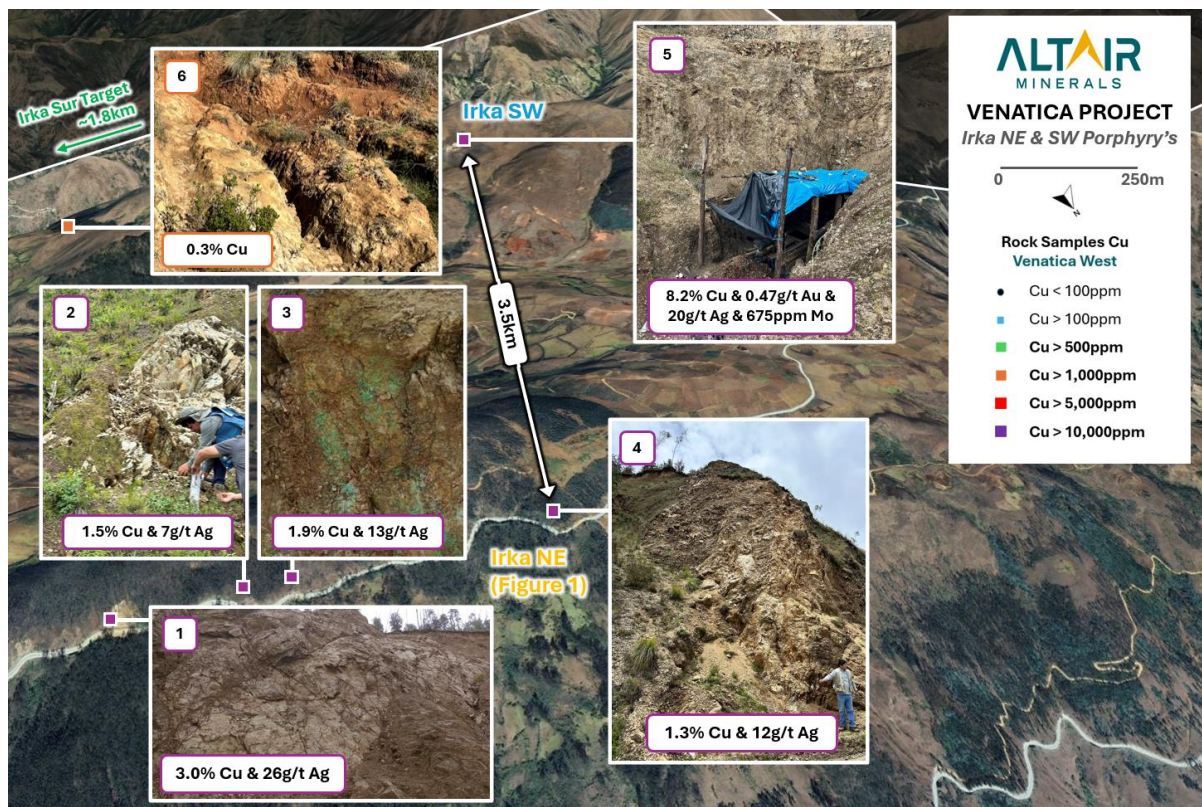 6
0.3% Cu
Irka Sur Target
~1.8km
Irka SW
5
8.2% Cu & 0.47g/t Au &
20g/t Ag & 675ppm Mo
2
1.5% Cu & 7g/t Ag
3
1.9% Cu & 13g/t Ag
3.5km
4
1.3% Cu & 12g/t Ag
Irka NE
(Figure 1)
1
3.0% Cu & 26g/t Ag
ALTAIR
MINERALS
VENATICA PROJECT
Irka NE & SW Porphyry's
0 250m
N
Rock Samples Cu
Venatica West
Cu < 100ppm
Cu > 100ppm
Cu > 500ppm
Cu > 1,000ppm
Cu > 5,000ppm
Cu > 10,000ppm